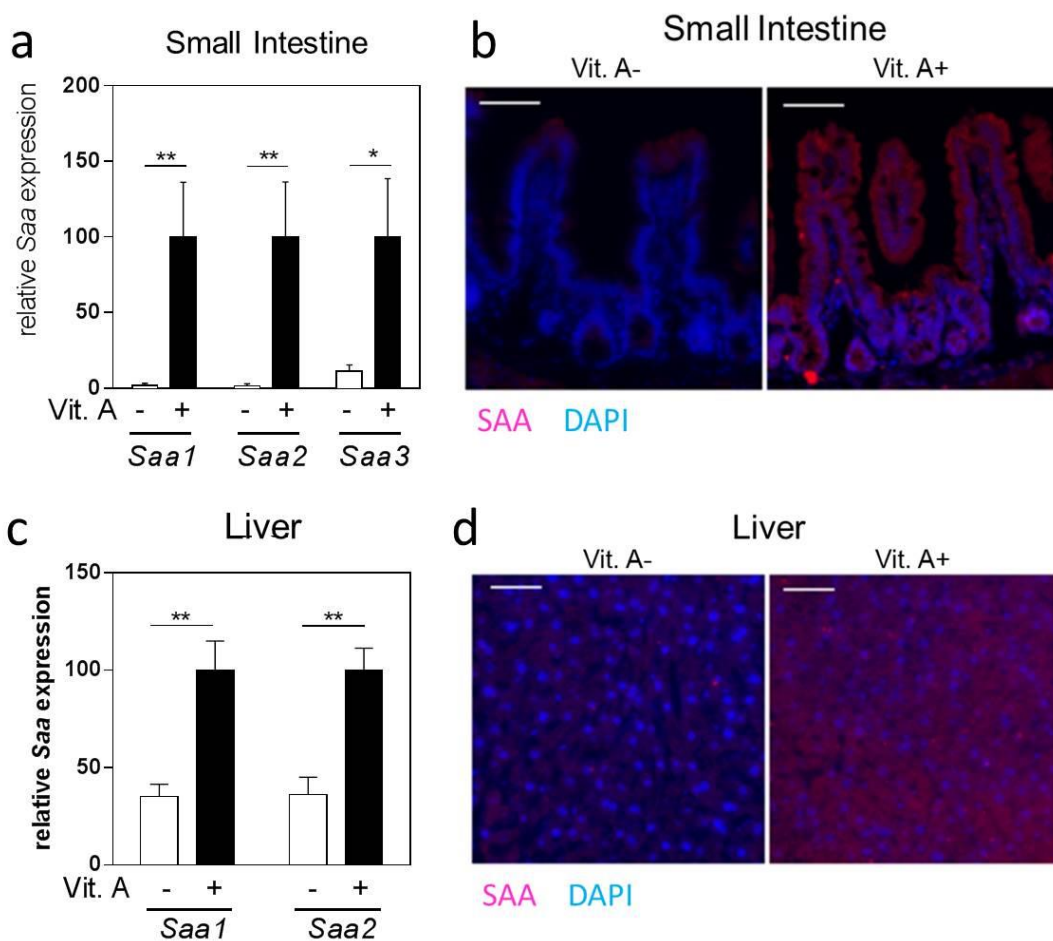 a
Small Intestine
relative Saa expression
200
150
100
50
0
** ** *
Vit. A - + - + - +
Saa1 Saa2 Saa3
b
Small Intestine
Vit. A- Vit. A+
SAA DAPI
c
Liver
relative Saa expression
150
100
50
0
** **
Vit. A - + - +
Saa1 Saa2
d
Liver
Vit. A- Vit. A+
SAA DAPI